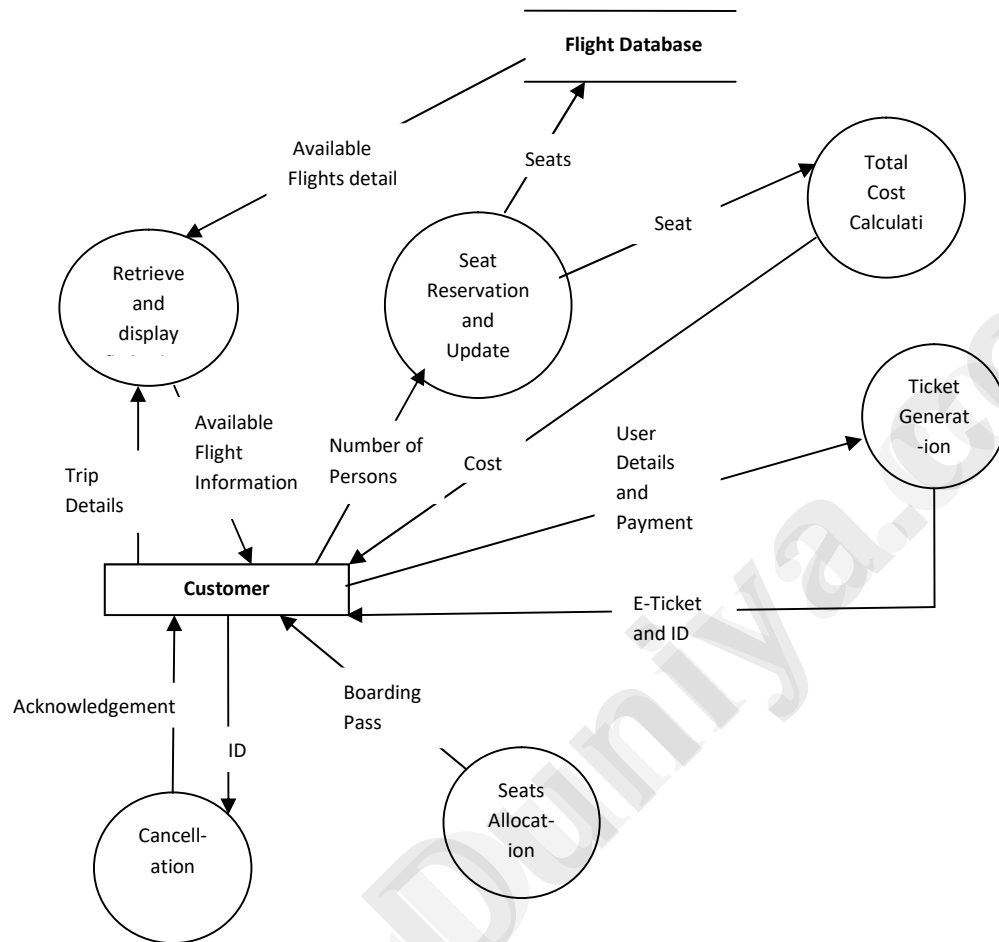 Flight Database
Available
Flights detail
Seats
Total
Cost
Calculati
Seat
Retrieve
and
display
Seat
Reservation
and
Update
Ticket
Generat
-ion
Available
Flight
Information
Number of
Persons
Cost
User
Details
and
Payment
Trip
Details
Customer
E-Ticket
and ID
Acknowledgement
Boarding
Pass
ID
Seats
Allocat-
ion
Cancell-
ation
Duniya.co